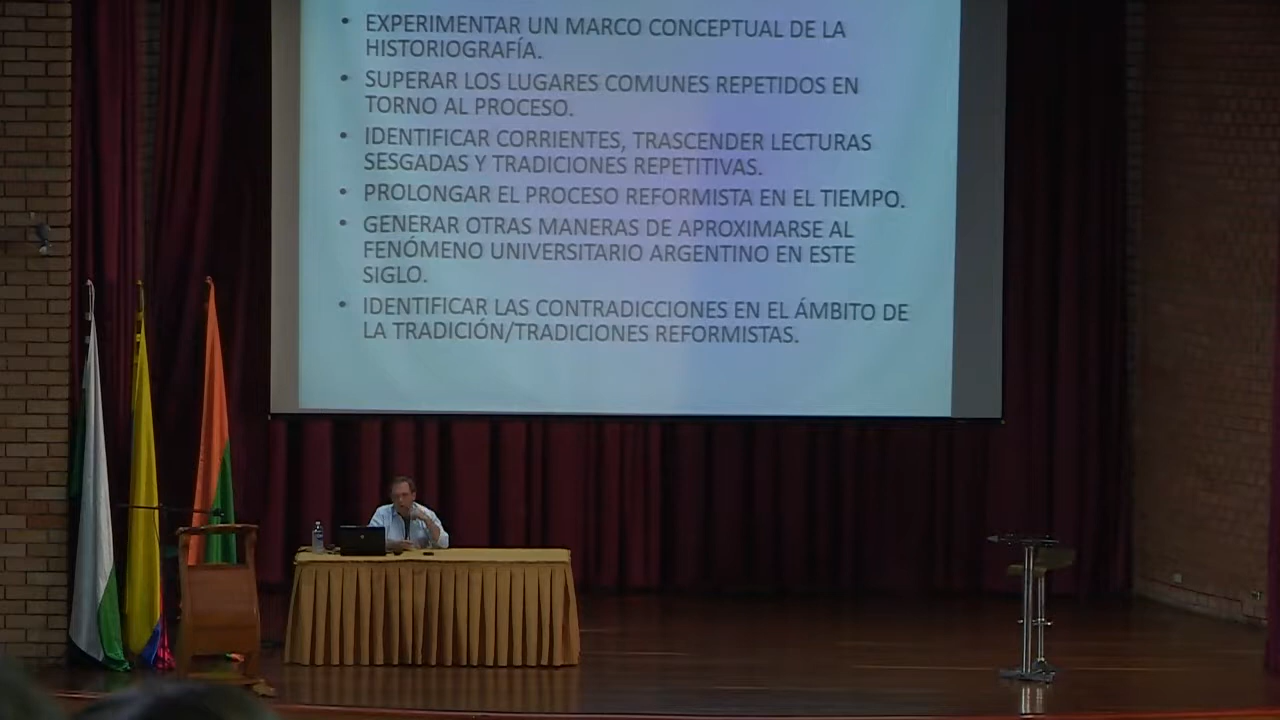 • EXPERIMENTAR UN MARCO CONCEPTUAL DE LA
HISTORIOGRAFÍA.
• SUPERAR LOS LUGARES COMUNES REPETIDOS EN
TORNO AL PROCESO.
• IDENTIFICAR CORRIENTES, TRASCENDER LECTURAS
SESGADAS Y TRADICIONES REPETITIVAS.
• PROLONGAR EL PROCESO REFORMISTA EN EL TIEMPO.
• GENERAR OTRAS MANERAS DE APROXIMARSE AL
FENÓMENO UNIVERSITARIO ARGENTINO EN ESTE
SIGLO.
• IDENTIFICAR LAS CONTRADICCIONES EN EL ÁMBITO DE
LA TRADICIÓN/TRADICIONES REFORMISTAS.